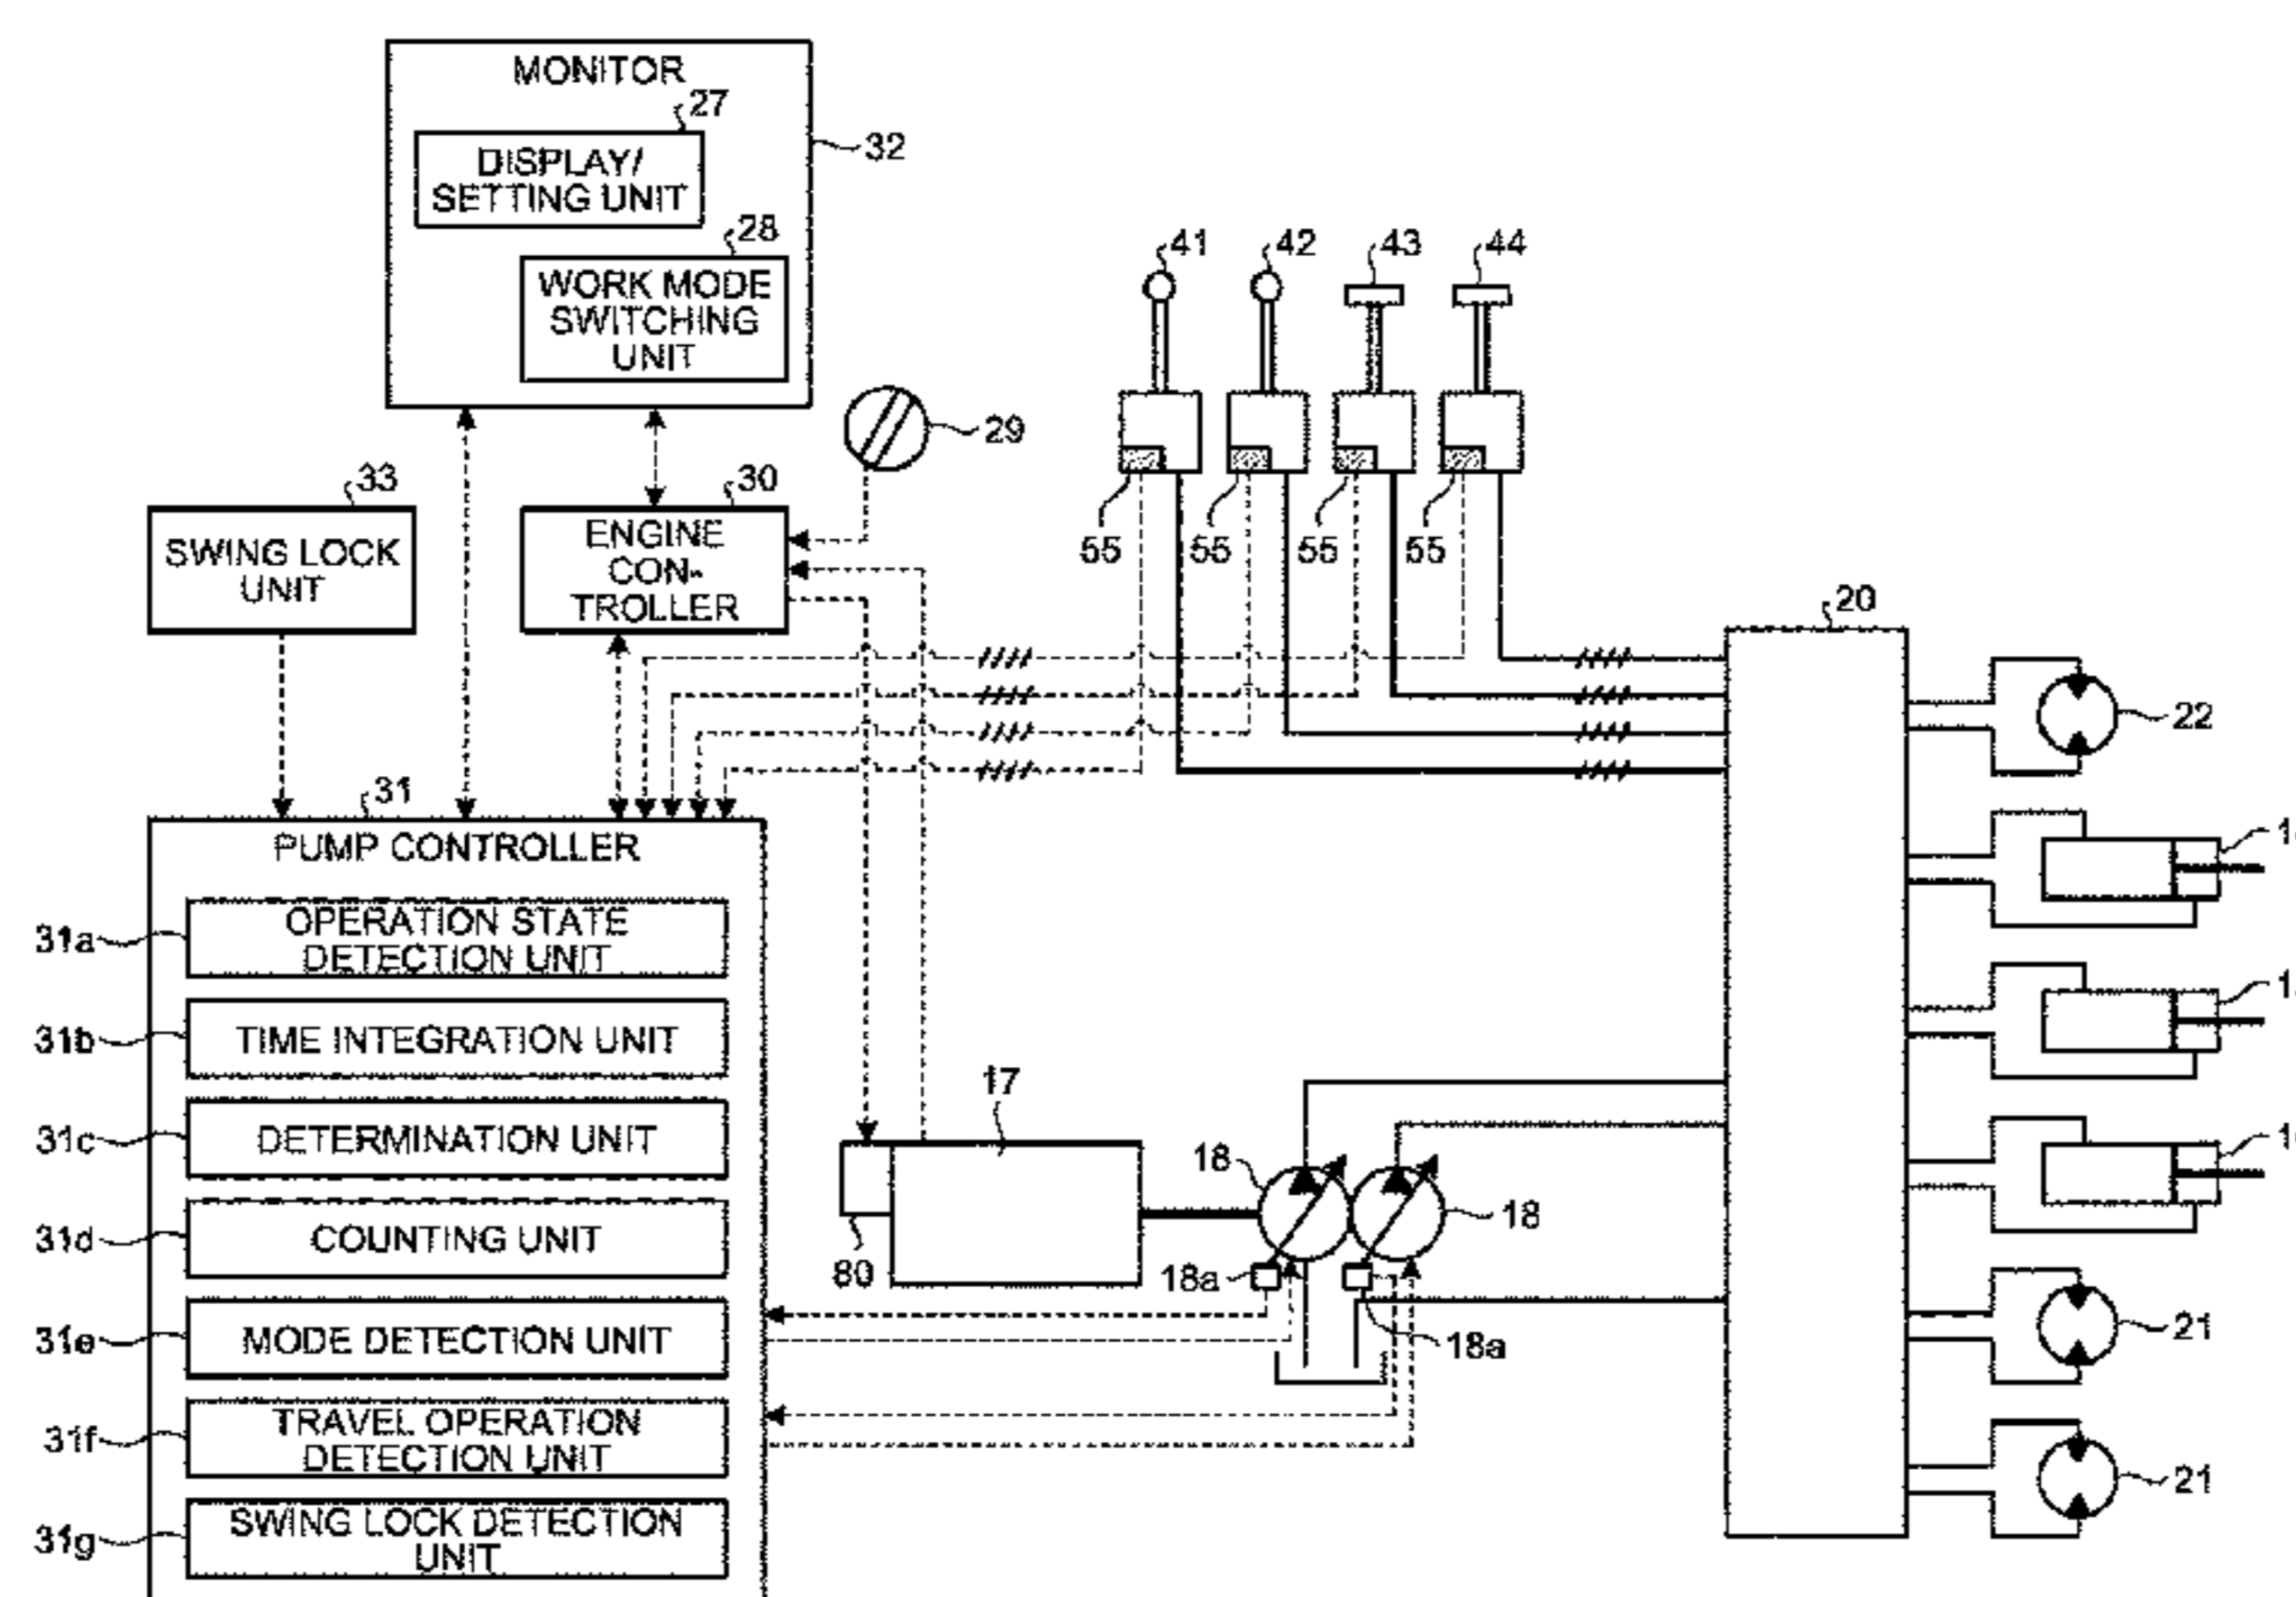 MONITOR
27
DISPLAY/
SETTING UNIT
32
28
WORK MODE
SWITCHING
UNIT
41
42
43
44
29
33
SWING LOCK
UNIT
30
ENGINE
CON-
TROLLER
55
55
55
55
20
22
31
PUMP CONTROLLER
31a
OPERATION STATE
DETECTION UNIT
31b
TIME INTEGRATION UNIT
31c
DETERMINATION UNIT
31d
COUNTING UNIT
31e
MODE DETECTION UNIT
31f
TRAVEL OPERATION
DETECTION UNIT
31g
SWING LOCK DETECTION
UNIT
17
80
18
18
18a
18a
21
21